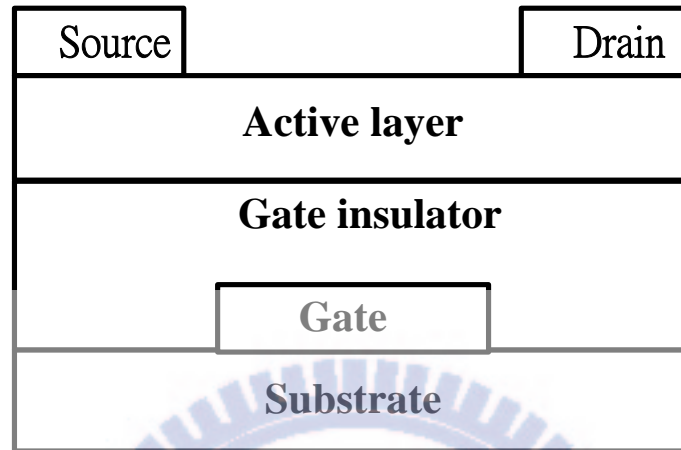 Source
Drain
Active layer
Gate insulator
Gate
Substrate